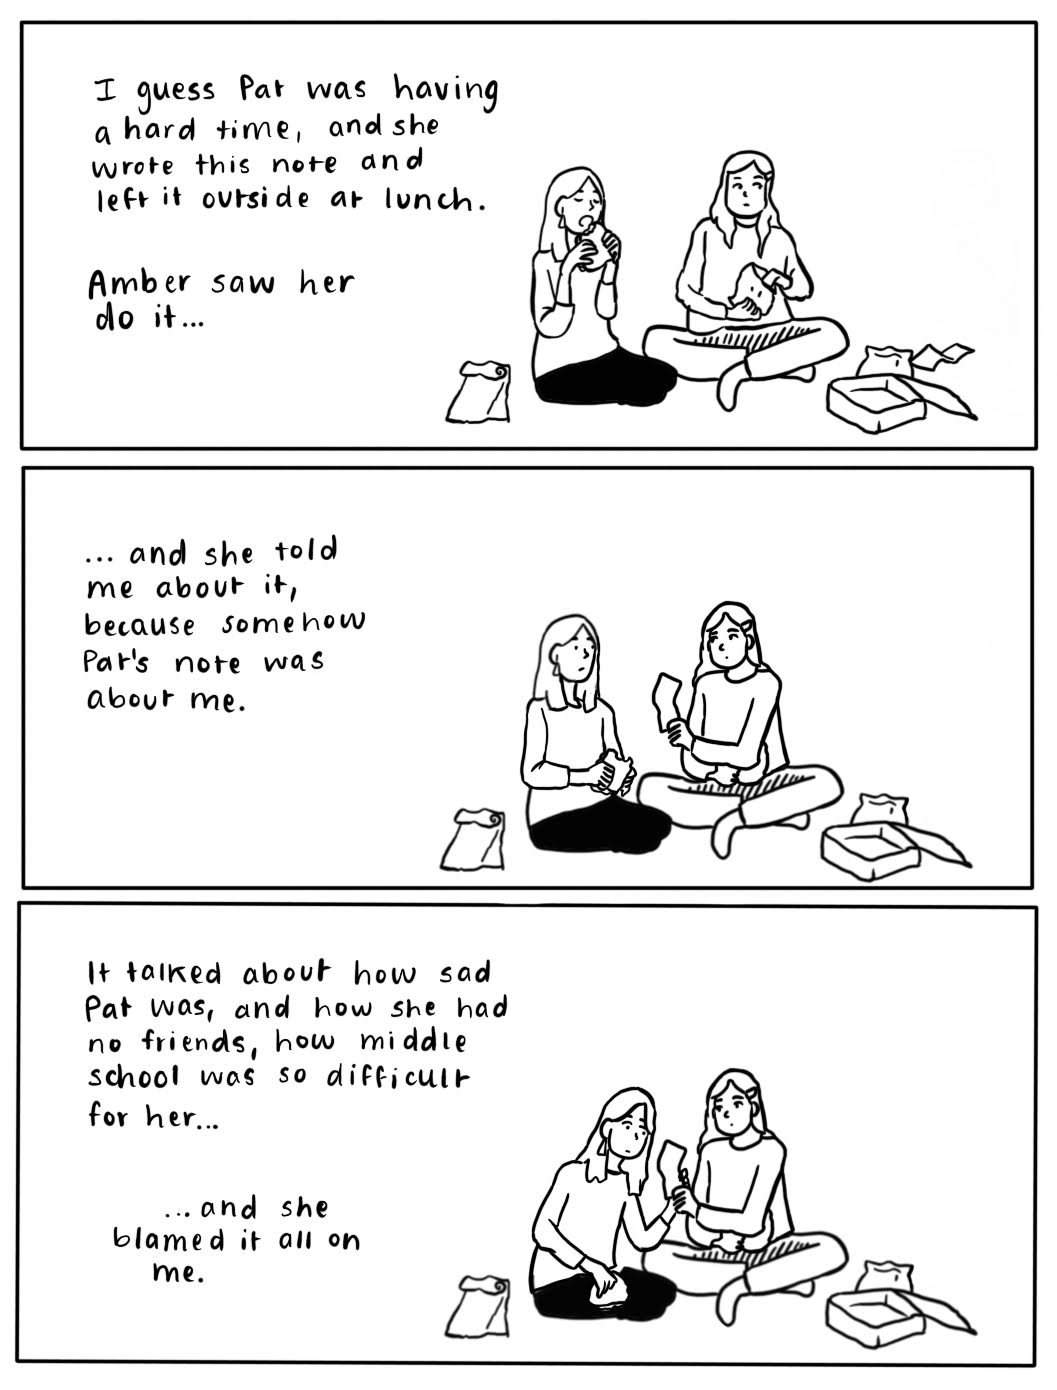 I guess Pat was having
a hard time, and she
wrote this note and
left it outside at lunch.
Amber saw her
do it...
... and she told
me about it,
because somehow
Pat's note was
about me.
It talked about how sad
Pat was, and how she had
no friends, how middle
school was so difficult
for her...
...and she
blamed it all on
me.